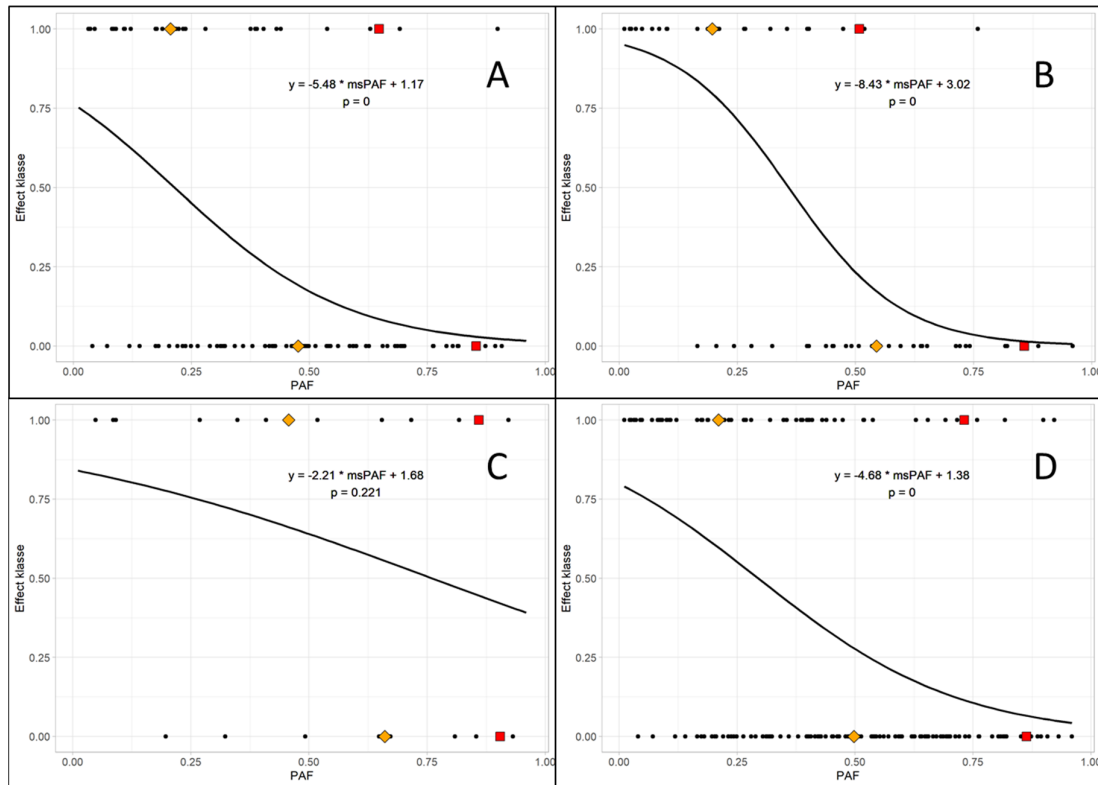 A
y = -5.48 * msPAF + 1.17
p = 0
Effect klasse
1.00
0.75
0.50
0.25
0.00
0.00 0.25 0.50 0.75 1.00
PAF
B
y = -8.43 * msPAF + 3.02
p = 0
Effect klasse
1.00
0.75
0.50
0.25
0.00
0.00 0.25 0.50 0.75 1.00
PAF
C
y = -2.21 * msPAF + 1.68
p = 0.221
Effect klasse
1.00
0.75
0.50
0.25
0.00
0.00 0.25 0.50 0.75 1.00
PAF
D
y = -4.68 * msPAF + 1.38
p = 0
Effect klasse
1.00
0.75
0.50
0.25
0.00
0.00 0.25 0.50 0.75 1.00
PAF